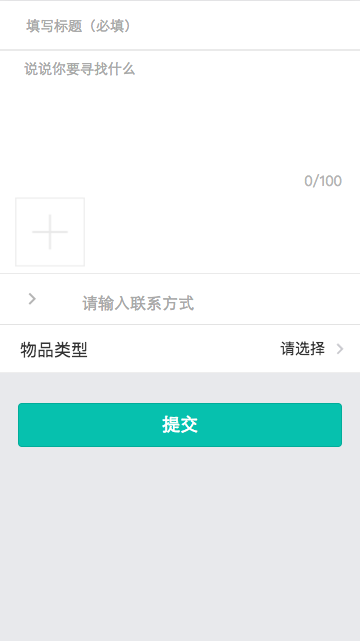 填写标题（必填）
说说你要寻找什么
0/100
请输入联系方式
物品类型 请选择
提交